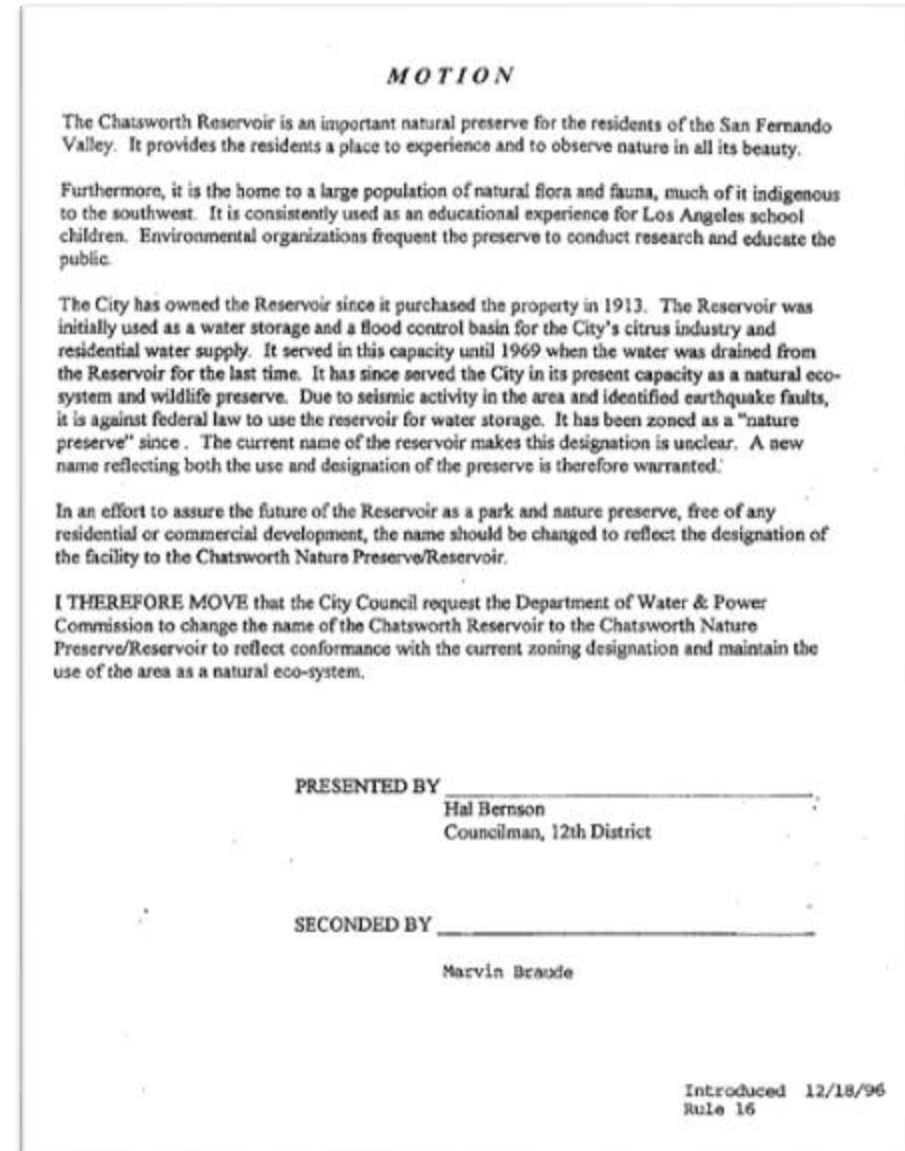 MOTION
The Chatsworth Reservoir is an important natural preserve for the residents of the San Fernando
Valley. It provides the residents a place to experience and to observe nature in all its beauty.
Furthermore, it is the home to a large population of natural flora and fauna, much of it indigenous
to the southwest. It is consistently used as an educational experience for Los Angeles school
children. Environmental organizations frequent the preserve to conduct research and educate the
public.
The City has owned the Reservoir since it purchased the property in 1913. The Reservoir was
initially used as a water storage and a flood control basin for the City's citrus industry and
residential water supply. It served in this capacity until 1969 when the water was drained from
the Reservoir for the last time. It has since served the City in its present capacity as a natural eco-
system and wildlife preserve. Due to seismic activity in the area and identified earthquake faults,
it is against federal law to use the reservoir for water storage. It has been zoned as a "nature
preserve" since . The current name of the reservoir makes this designation is unclear. A new
name reflecting both the use and designation of the preserve is therefore warranted.
In an effort to assure the future of the Reservoir as a park and nature preserve, free of any
residential or commercial development, the name should be changed to reflect the designation of
the facility to the Chatsworth Nature Preserve/Reservoir.
I THEREFORE MOVE that the City Council request the Department of Water & Power
Commission to change the name of the Chatsworth Reservoir to the Chatsworth Nature
Preserve/Reservoir to reflect conformance with the current zoning designation and maintain the
use of the area as a natural eco-system.
PRESENTED BY
Hal Bernson
Councilman, 12th District
SECONDED BY
Marvin Braude
Introduced 12/18/96
Rule 16